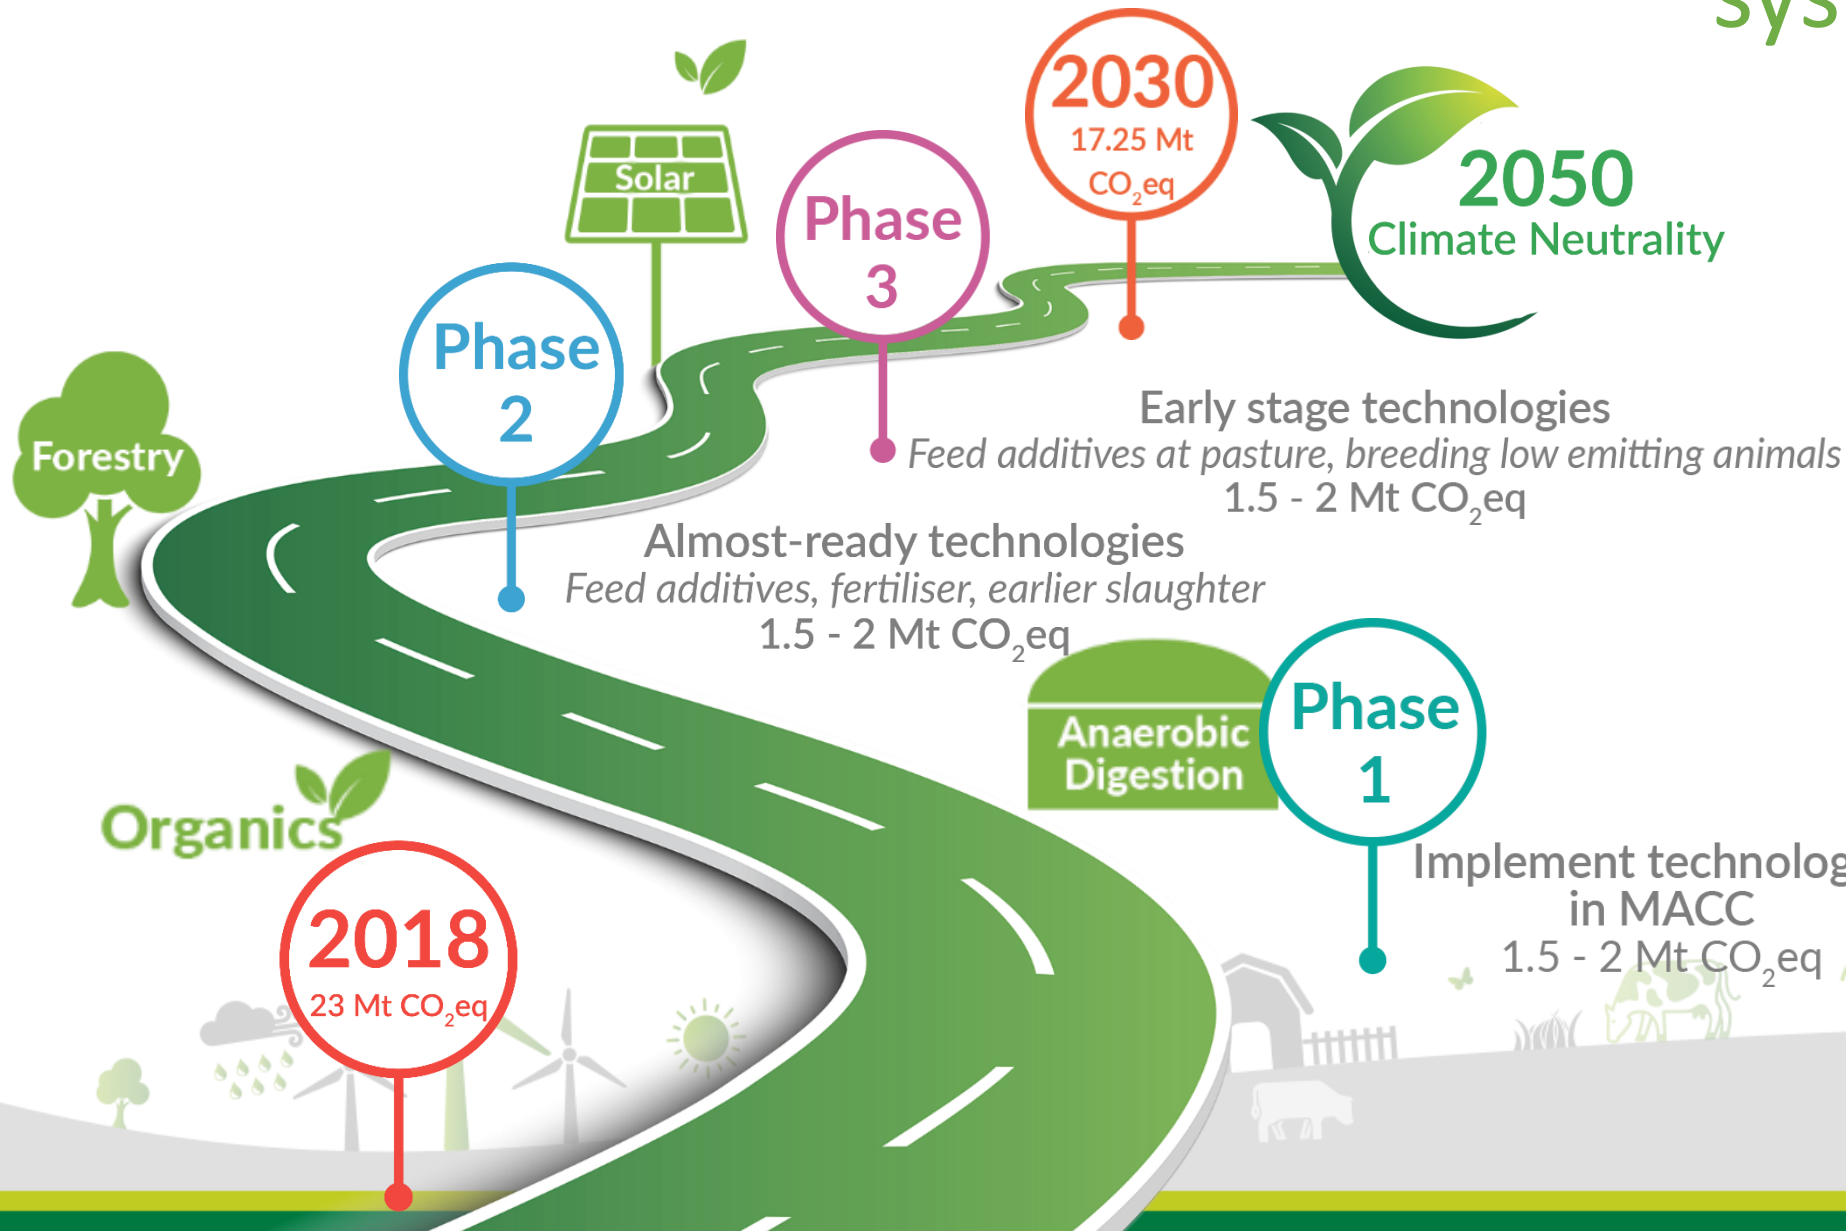 sys
2030
17.25 Mt
CO₂eq
2050
Climate Neutrality
Solar
Phase
3
Phase
2
Early stage technologies
Feed additives at pasture, breeding low emitting animals
1.5 - 2 Mt CO₂eq
Forestry
Almost-ready technologies
Feed additives, fertiliser, earlier slaughter
1.5 - 2 Mt CO₂eq
Anaerobic
Digestion
Phase
1
Organics
Implement technolog
in MACC
1.5 - 2 Mt CO₂eq
2018
23 Mt CO₂eq